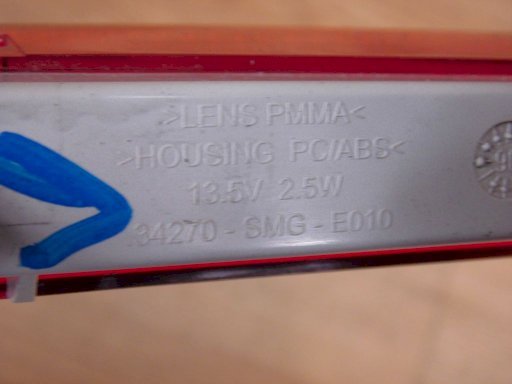 >LENS PMMA<
>HOUSING PC/ABS<
13.5V 2.5W
34270 - SMG - E010